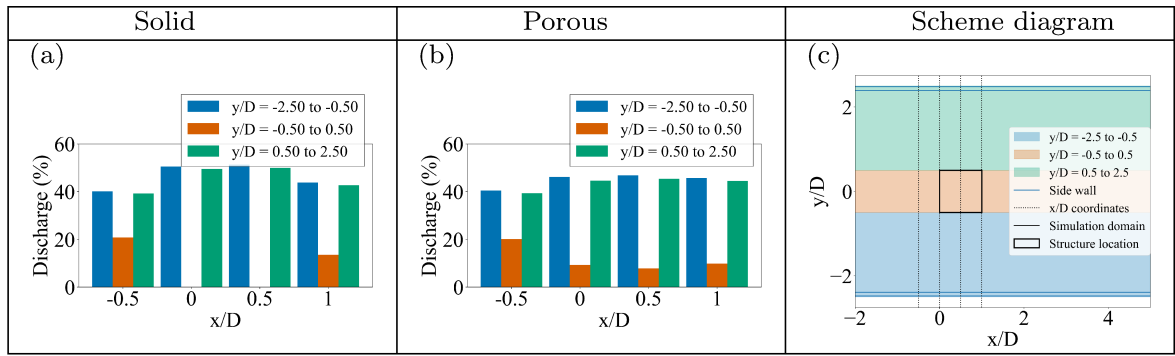 Solid
Porous
Scheme diagram
(a)
y/D = -2.50 to -0.50
y/D = -0.50 to 0.50
y/D = 0.50 to 2.50
Discharge (%)
60
40
20
0
-0.5
0
0.5
1
x/D
(b)
y/D = -2.50 to -0.50
y/D = -0.50 to 0.50
y/D = 0.50 to 2.50
Discharge (%)
60
40
20
0
-0.5
0
0.5
1
x/D
(c)
y/D = -2.5 to -0.5
y/D = -0.5 to 0.5
y/D = 0.5 to 2.5
Side wall
x/D coordinates
Simulation domain
Structure location
y/D
2
0
−2
−2
0
2
4
x/D